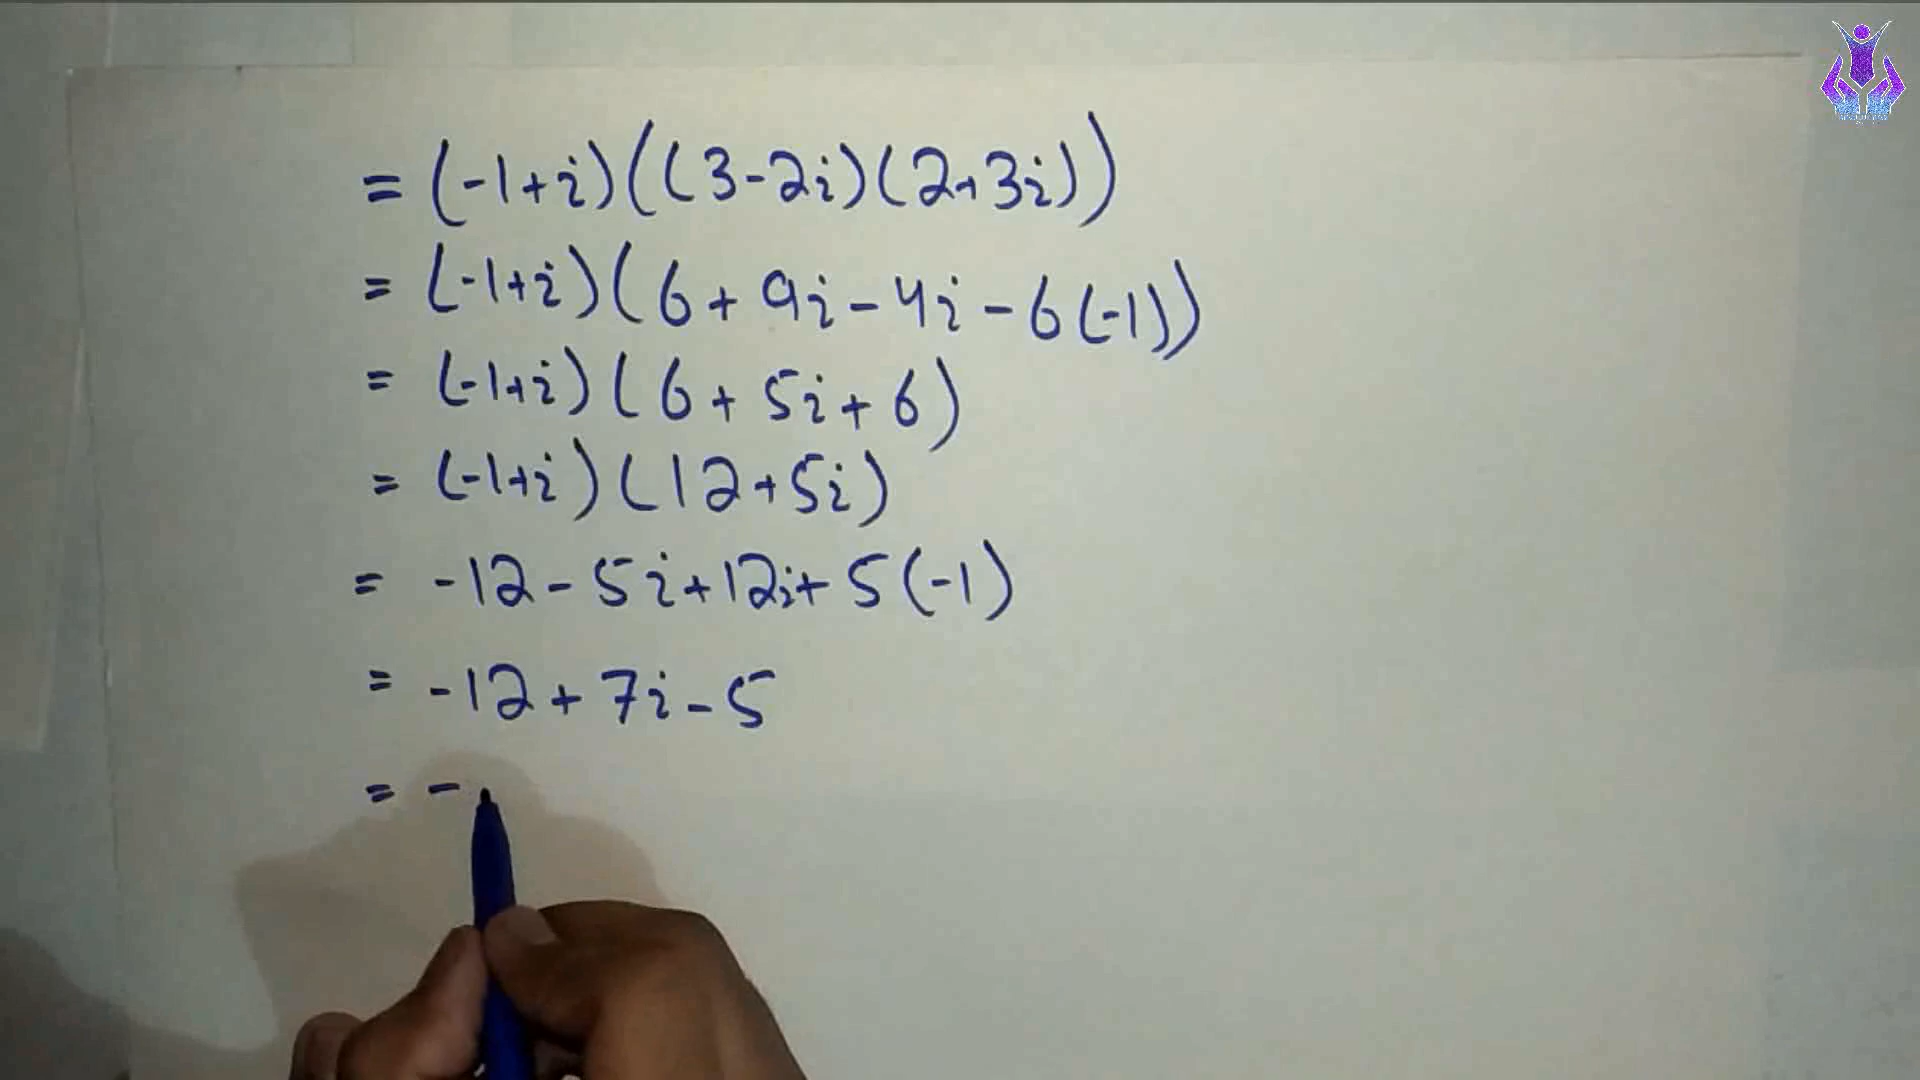 = (-1+i)((3-2i)(2+3i))
= (-1+i)(6+9i-4i-6(-1))
= (-1+i)(6+5i+6)
= (-1+i)(12+5i)
= -12-5i+12i+5(-1)
= -12+7i-5
= -